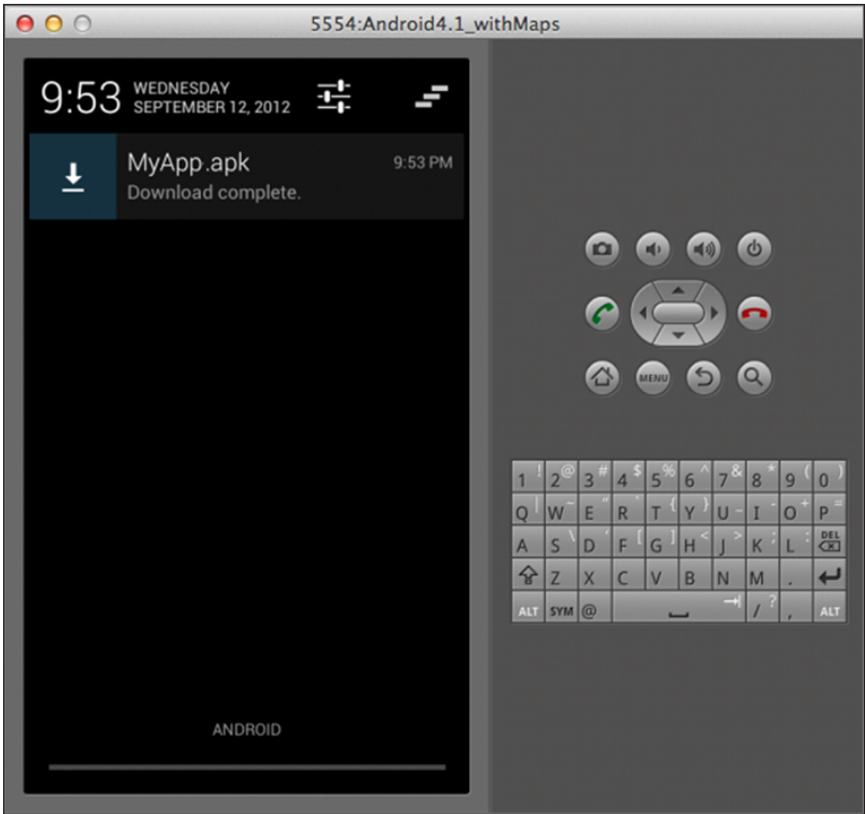 5554:Android4.1_withMaps
9:53 WEDNESDAY
SEPTEMBER 12, 2012
MyApp.apk 9:53 PM
Download complete.
ANDROID
MENU
1 ! 2 @ 3 # 4 $ 5 % 6 ^ 7 & 8 * 9 ( 0 )
Q | W ~ E " R ` T { Y } U _ I - O + P =
A S \ D ' F [ G ] H < J > K ; L : DEL
Z X C V B N M .
ALT SYM @ / ? , ALT